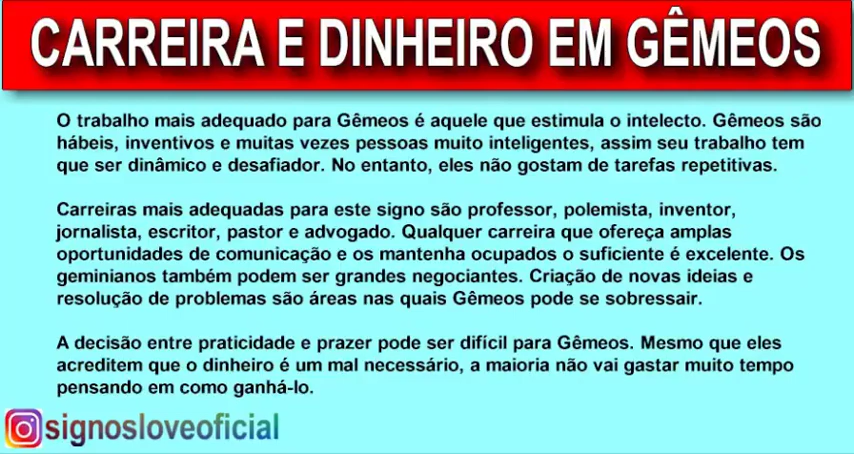 CARREIRA E DINHEIRO EM GÊMEOS
O trabalho mais adequado para Gêmeos é aquele que estimula o intelecto. Gêmeos são
hábeis, inventivos e muitas vezes pessoas muito inteligentes, assim seu trabalho tem
que ser dinâmico e desafiador. No entanto, eles não gostam de tarefas repetitivas.
Carreiras mais adequadas para este signo são professor, polemista, inventor,
jornalista, escritor, pastor e advogado. Qualquer carreira que ofereça amplas
oportunidades de comunicação e os mantenha ocupados o suficiente é excelente. Os
geminianos também podem ser grandes negociantes. Criação de novas ideias e
resolução de problemas são áreas nas quais Gêmeos pode se sobressair.
A decisão entre praticidade e prazer pode ser difícil para Gêmeos. Mesmo que eles
acreditem que o dinheiro é um mal necessário, a maioria não vai gastar muito tempo
pensando em como ganhá-lo.
signosloveoficial